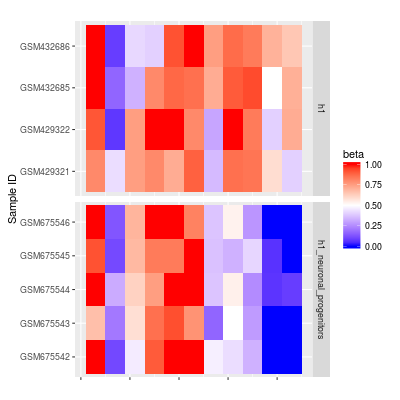 GSM432686
GSM432685
GSM429322
GSM429321
h1
GSM675546
GSM675545
GSM675544
GSM675543
GSM675542
h1_neuronal_progenitors
Sample ID
beta
1.00
0.75
0.50
0.25
0.00